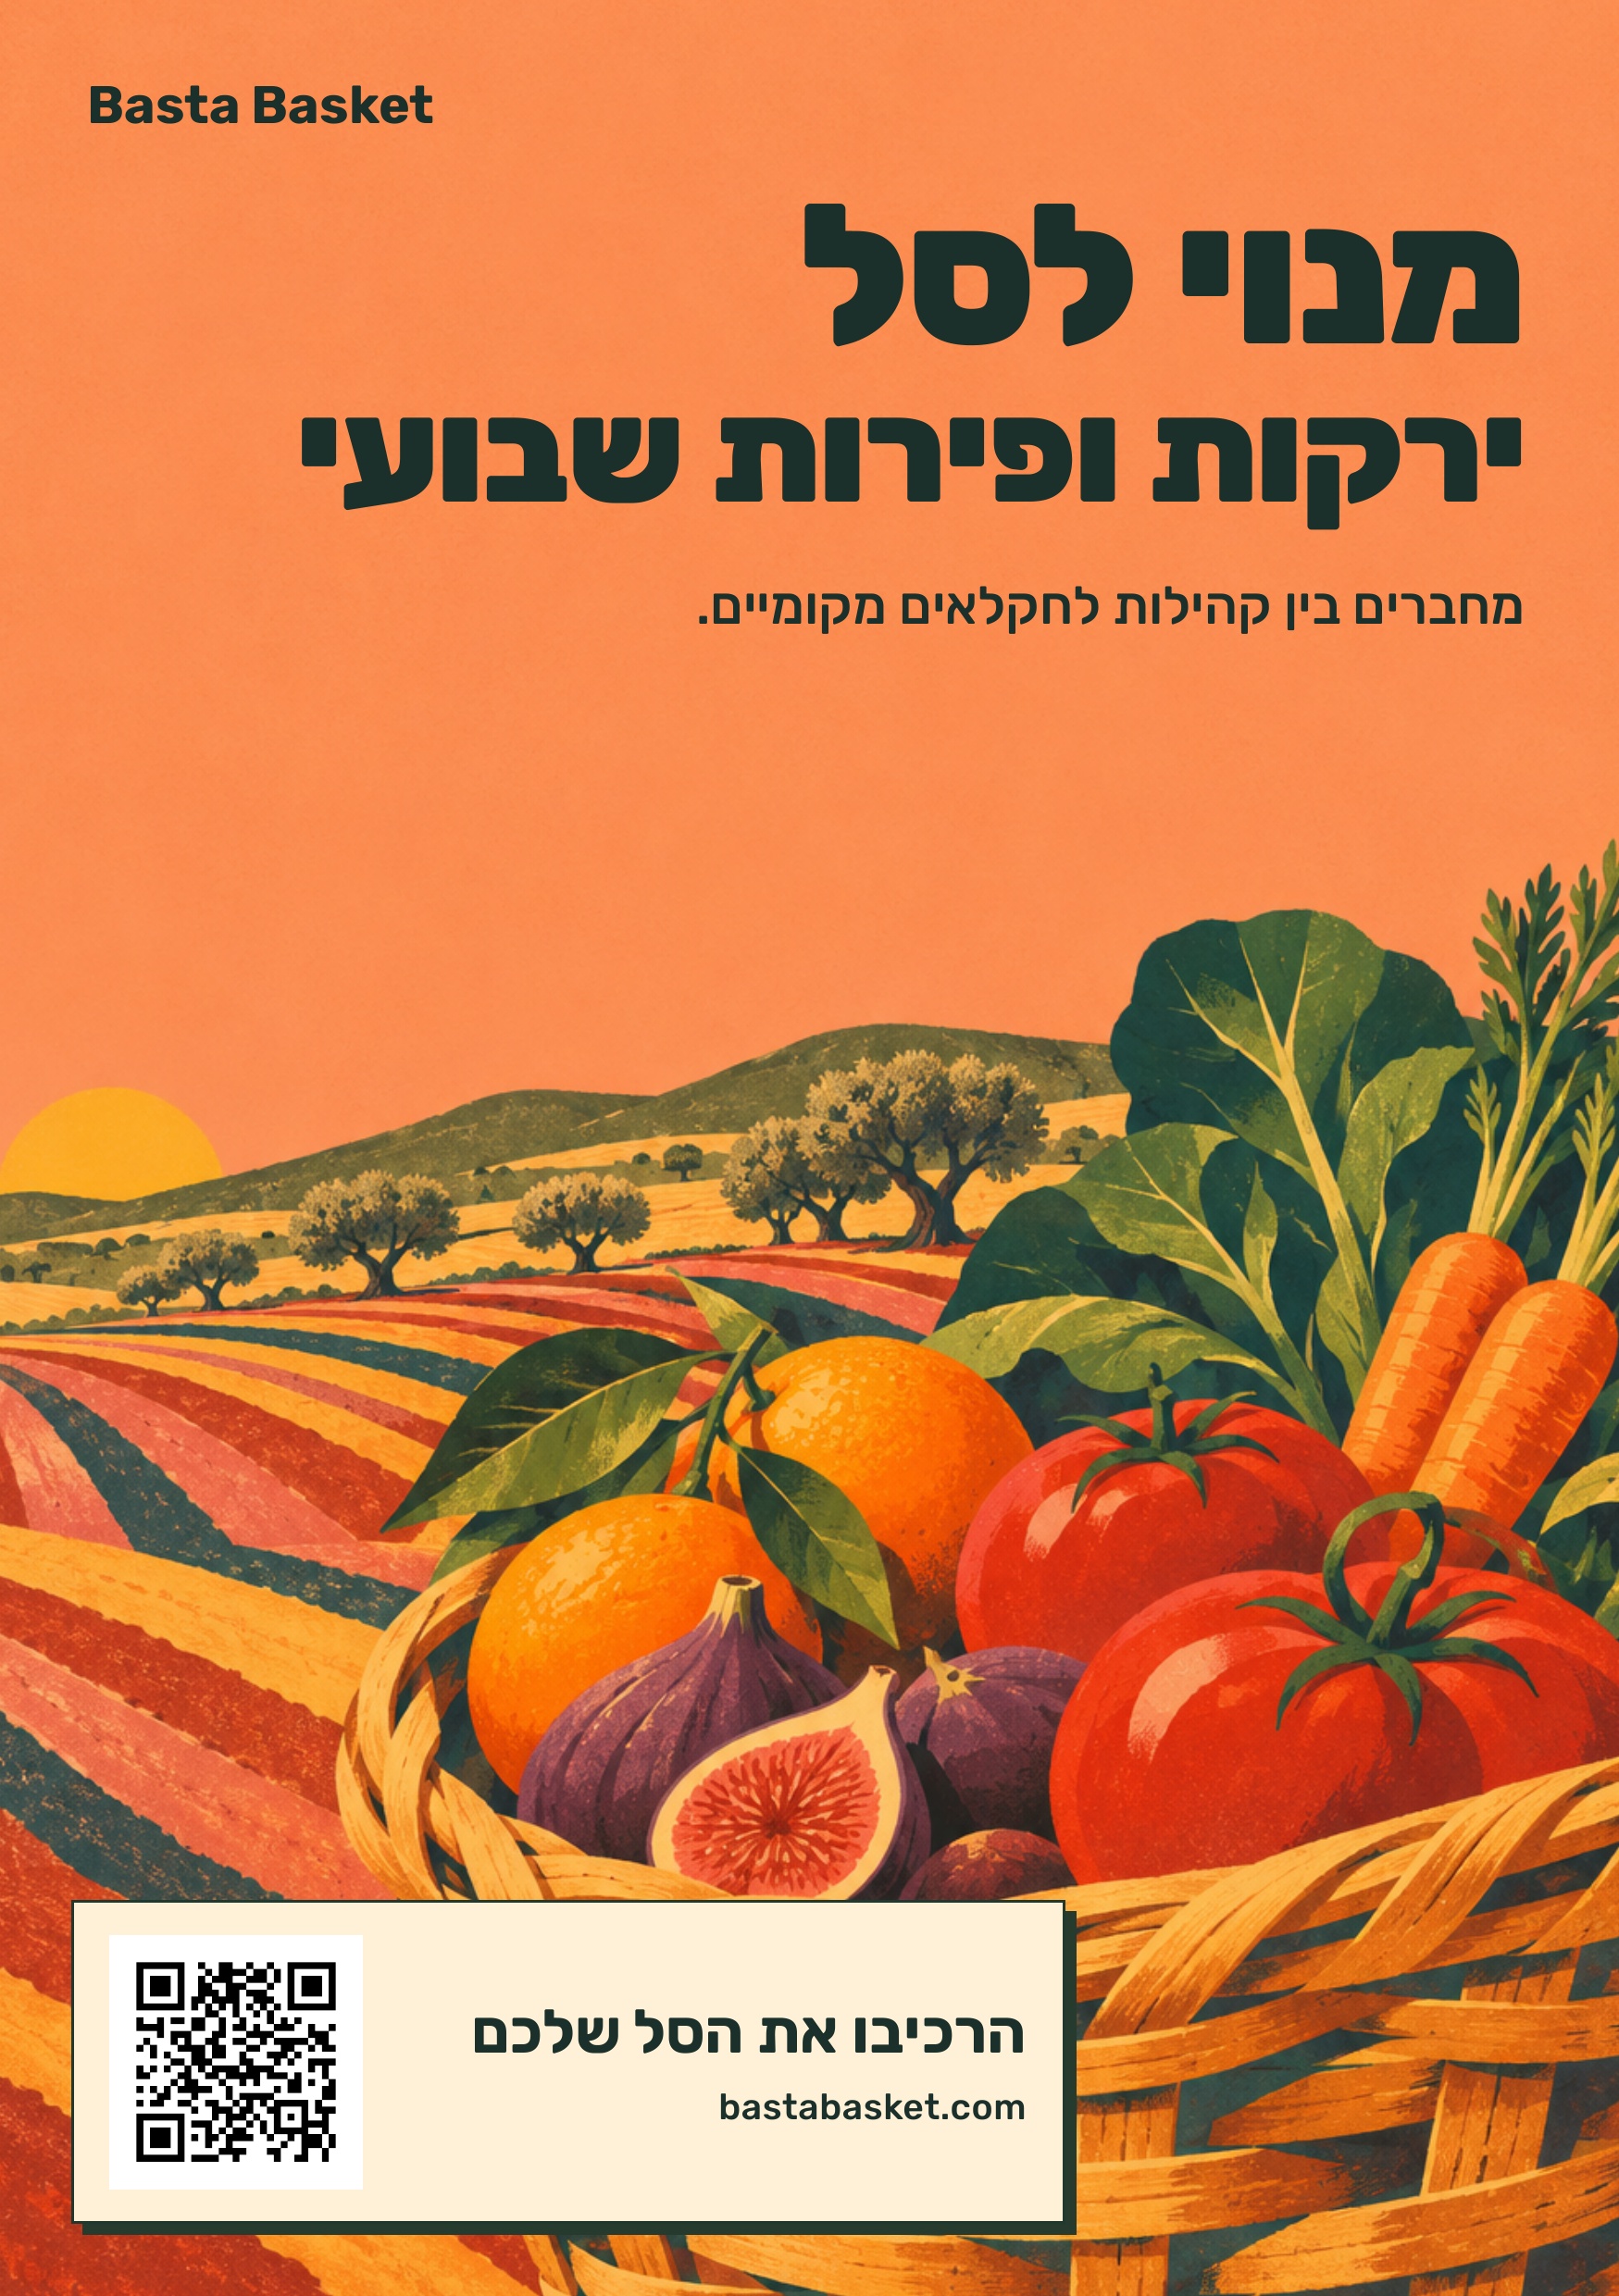 Basta Basket
מנוי לסל
ירקות ופירות שבועי
מחברים בין קהילות לחקלאים מקומיים.
הרכיבו את הסל שלכם
bastabasket.com